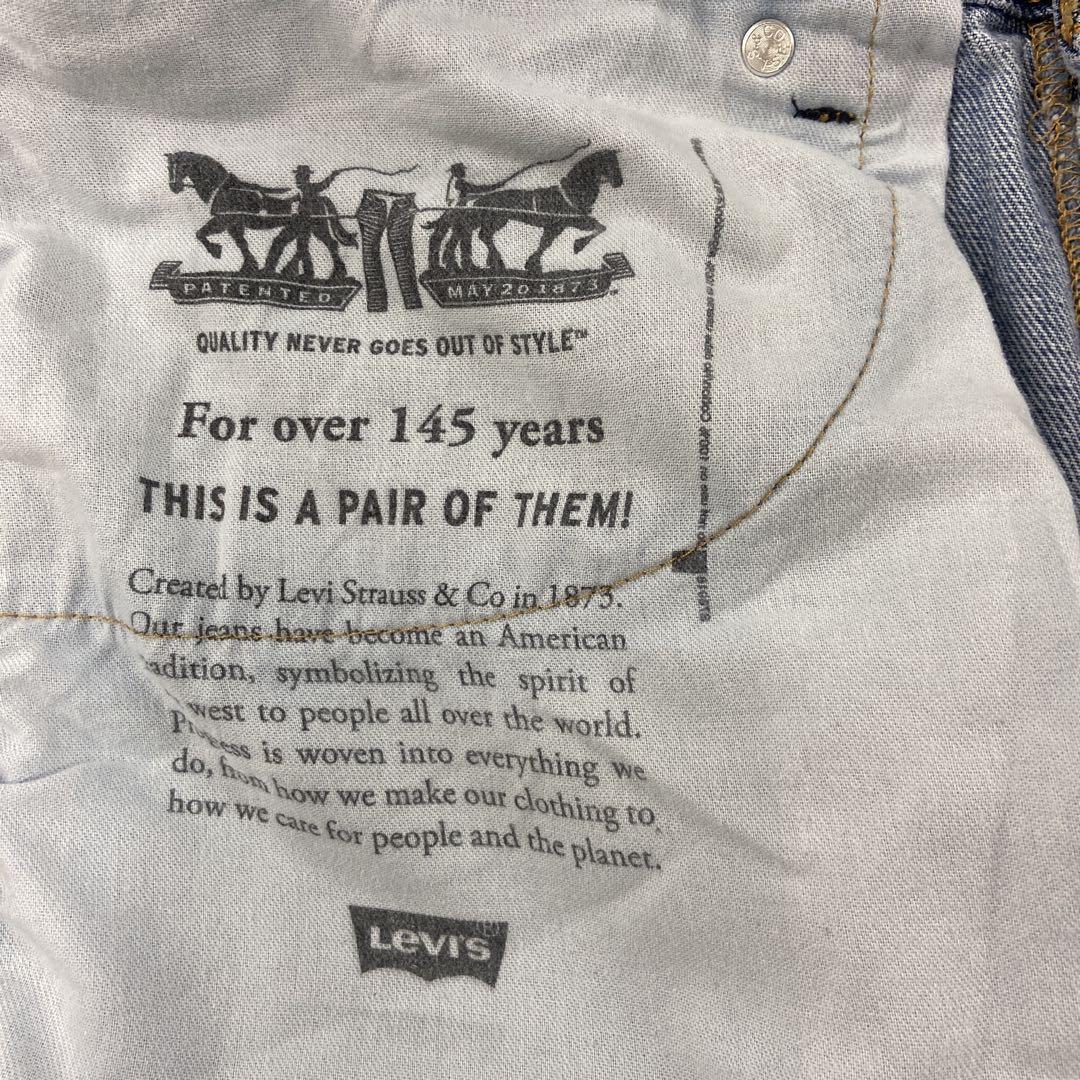 PATENTED MAY 20 1873
QUALITY NEVER GOES OUT OF STYLE™
For over 145 years
THIS IS A PAIR OF THEM!
Created by Levi Strauss & Co in 1873.
Our jeans have become an American
adition, symbolizing the spirit of
west to people all over the world.
is woven into everything we
do, from how we make our clothing to
how we care for people and the planet.
LEVI'S